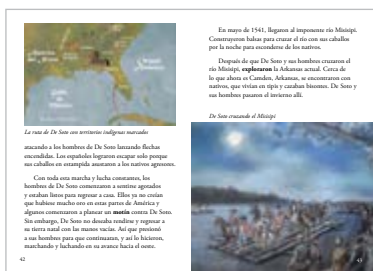 La ruta de De Soto con territorios indígenas marcados
atacando a los hombres de De Soto lanzando flechas
encendidas. Los españoles lograron escapar solo porque
sus caballos en estampida asustaron a los nativos agresores.
Con toda esta marcha y lucha constantes, los
hombres de De Soto comenzaron a sentirse agotados
y estaban listos para regresar a casa. Ellos ya no creían
que hubiese mucho oro en estas partes de América y
algunos comenzaron a planear un motín contra De Soto.
Sin embargo, De Soto no deseaba rendirse y regresar a
su tierra natal con las manos vacías. Así que presionó
a sus hombres para que continuaran, y así lo hicieron,
marchando y luchando en su avance hacia el oeste.
42
En mayo de 1541, llegaron al imponente río Misisipi.
Construyeron balsas para cruzar el río con sus caballos
por la noche para esconderse de los nativos.
Después de que De Soto y sus hombres cruzaron el
río Misisipi, exploraron la Arkansas actual. Cerca de
lo que ahora es Camden, Arkansas, se encontraron con
nativos, que vivían en tipis y cazaban bisontes. De Soto y
sus hombres pasaron el invierno allí.
De Soto cruzando el Misisipi
43